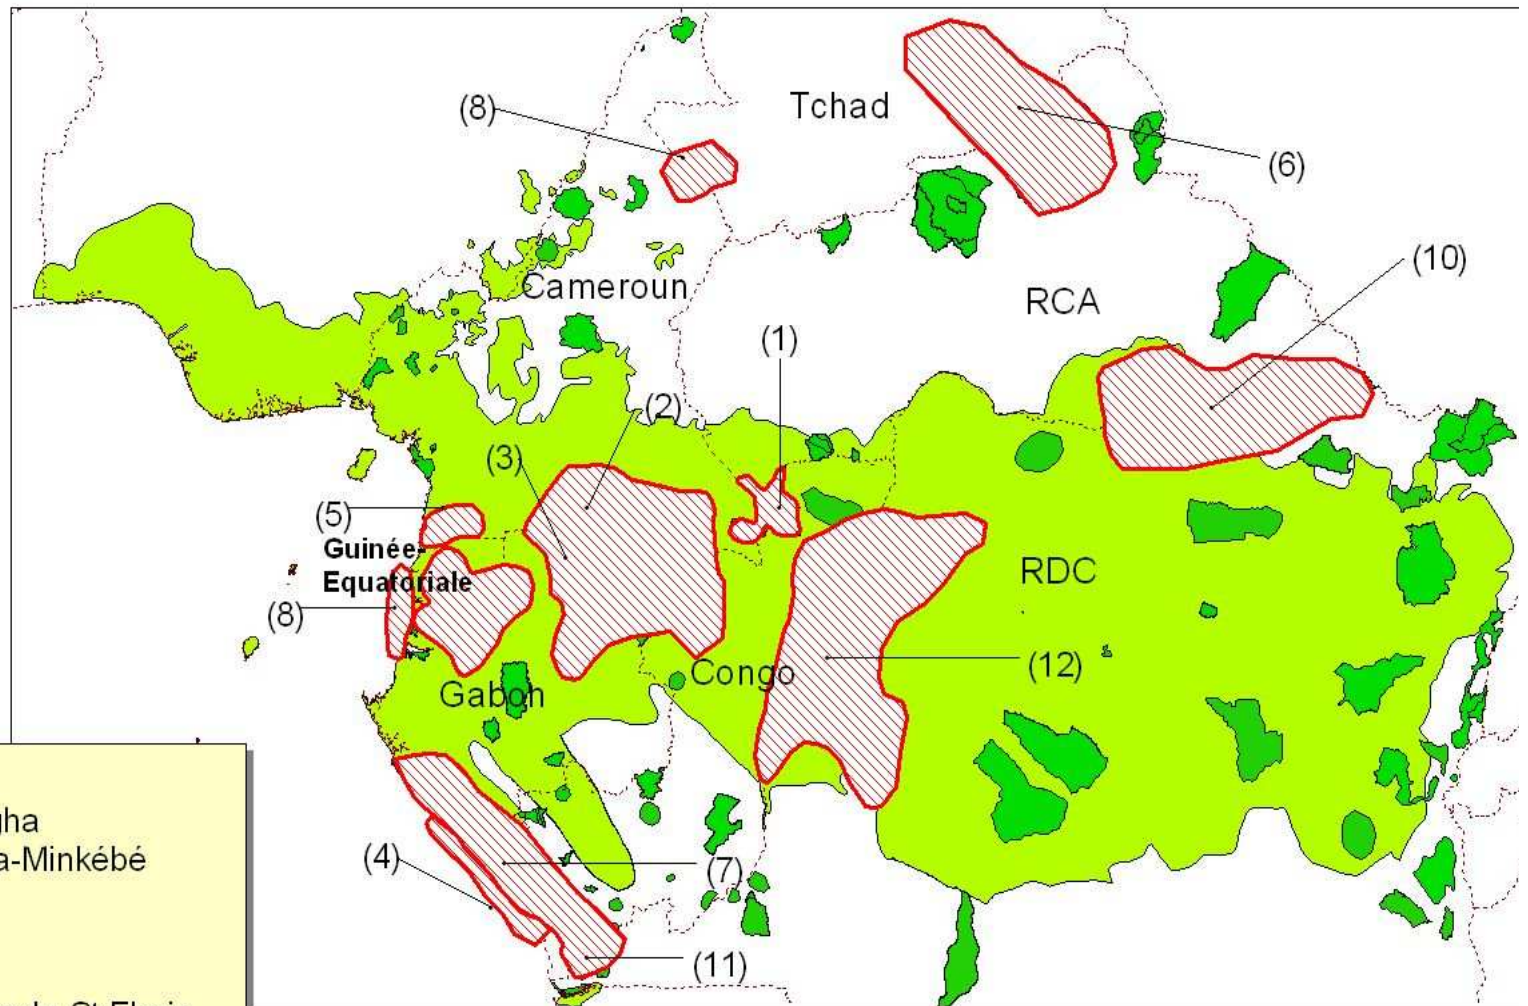 Tchad
(8)
(6)
(10)
Cameroun
RCA
(1)
(2)
(3)
(5)
Guinée-
Equatoriale
RDC
(8)
Congo
(12)
Gabon
(4)
(7)
(11)
gha
a-Minkébé